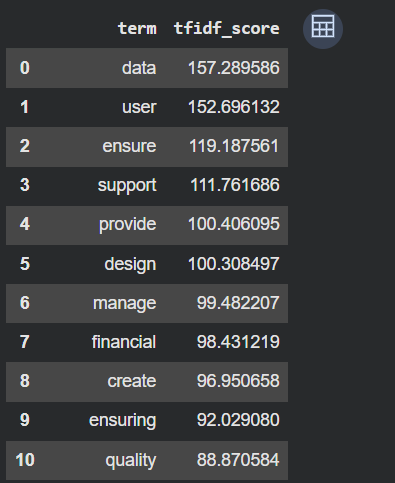 term tfidf_score
0 data 157.289586
1 user 152.696132
2 ensure 119.187561
3 support 111.761686
4 provide 100.406095
5 design 100.308497
6 manage 99.482207
7 financial 98.431219
8 create 96.950658
9 ensuring 92.029080
10 quality 88.870584